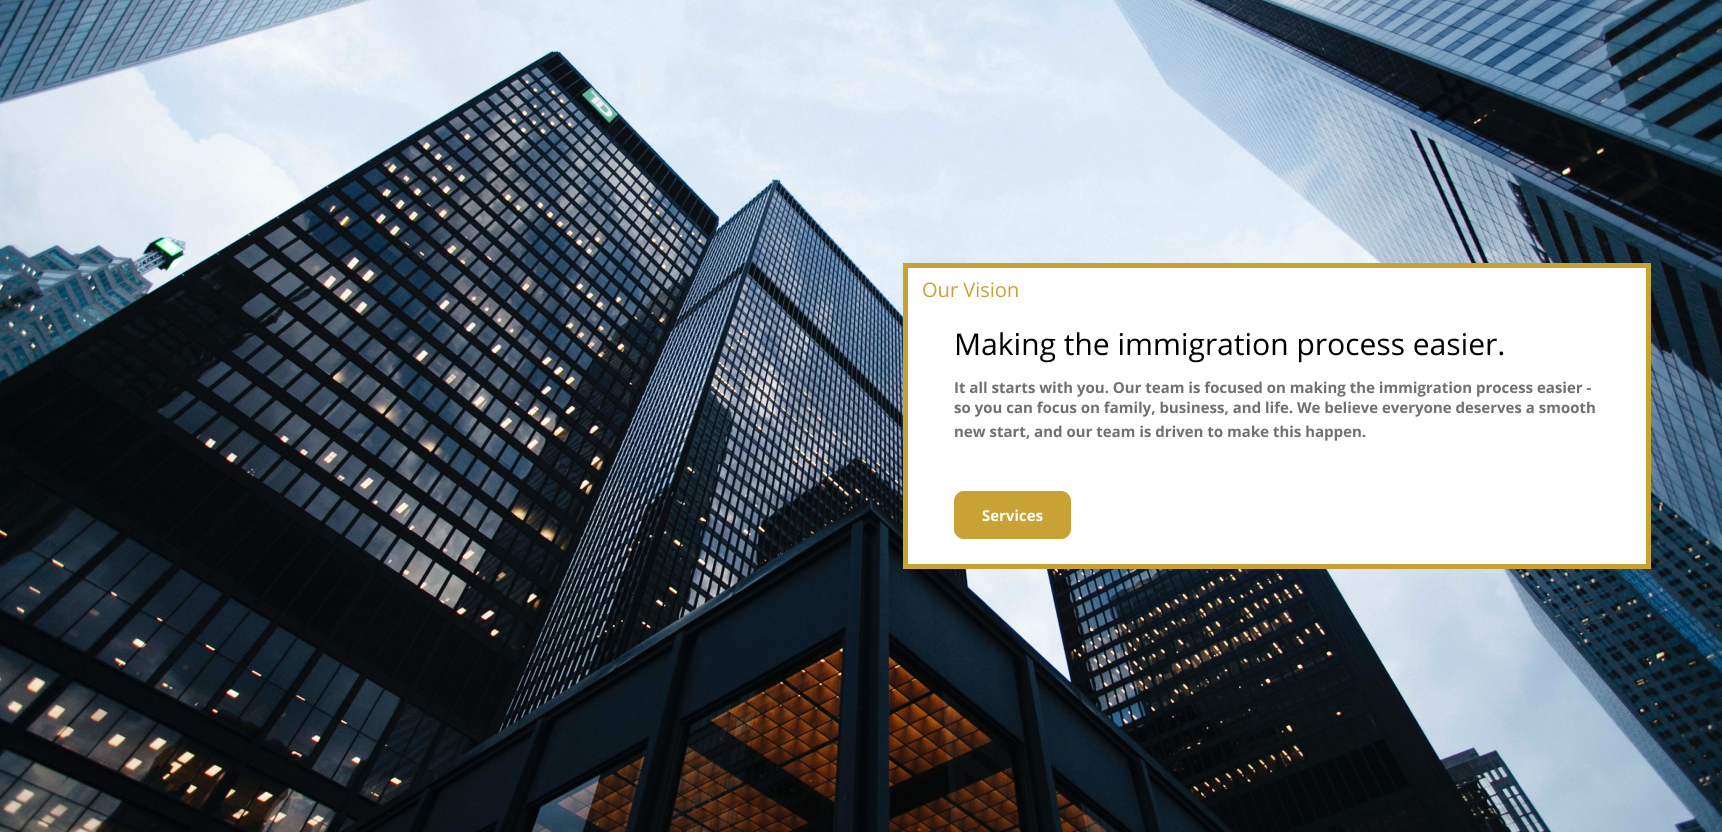 TD
Our Vision
Making the immigration process easier.
It all starts with you. Our team is focused on making the immigration process easier -
so you can focus on family, business, and life. We believe everyone deserves a smooth
new start, and our team is driven to make this happen.
Services